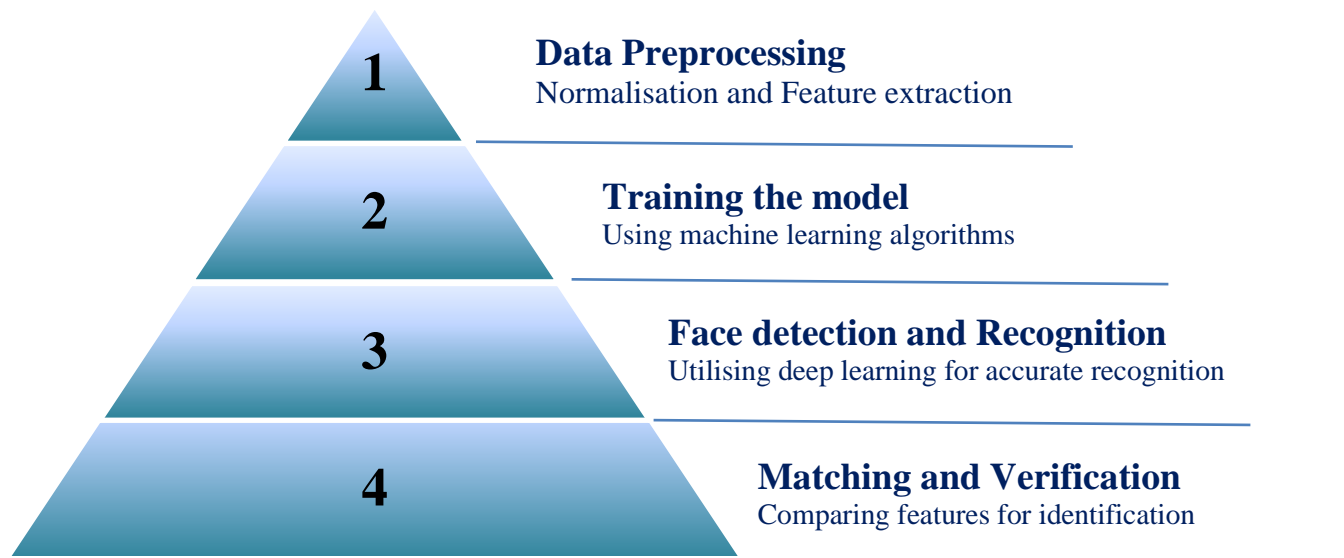 1
Data Preprocessing
Normalisation and Feature extraction
2
Training the model
Using machine learning algorithms
3
Face detection and Recognition
Utilising deep learning for accurate recognition
4
Matching and Verification
Comparing features for identification